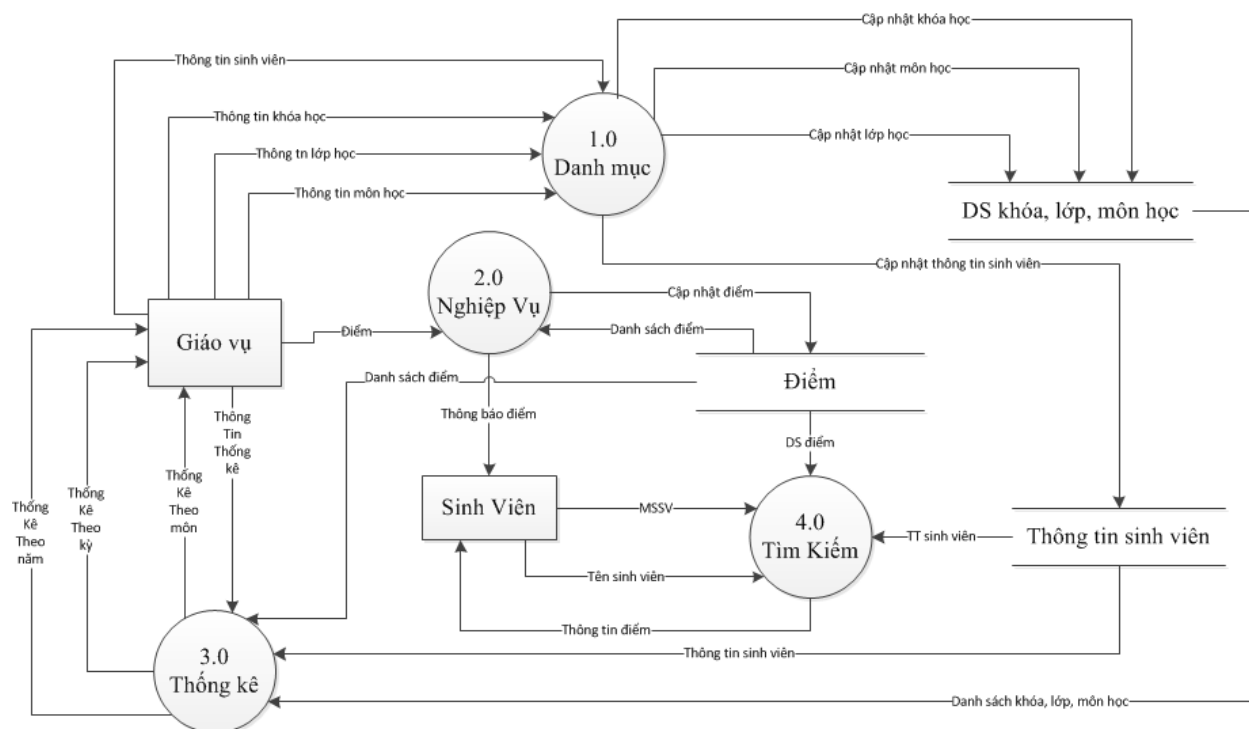 Cập nhật khóa học
Thông tin sinh viên
Cập nhật môn học
Thông tin khóa học
Cập nhật lớp học
1.0
Danh mục
Thông tn lớp học
Thông tin môn học
DS khóa, lớp, môn học
Cập nhật thông tin sinh viên
2.0
Nghiệp Vụ
Cập nhật điểm
Giáo vụ
Điểm
Danh sách điểm
Danh sách điểm
Điểm
Thông
Tin
Thống
kê
Thông báo điểm
DS điểm
Thống
Kê
Theo
năm
Thống
Kê
Theo
kỳ
Thống
Kê
Theo
môn
Sinh Viên
MSSV
4.0
Tìm Kiếm
TT sinh viên
Thông tin sinh viên
Tên sinh viên
Thông tin điểm
3.0
Thống kê
Thông tin sinh viên
Danh sách khóa, lớp, môn học